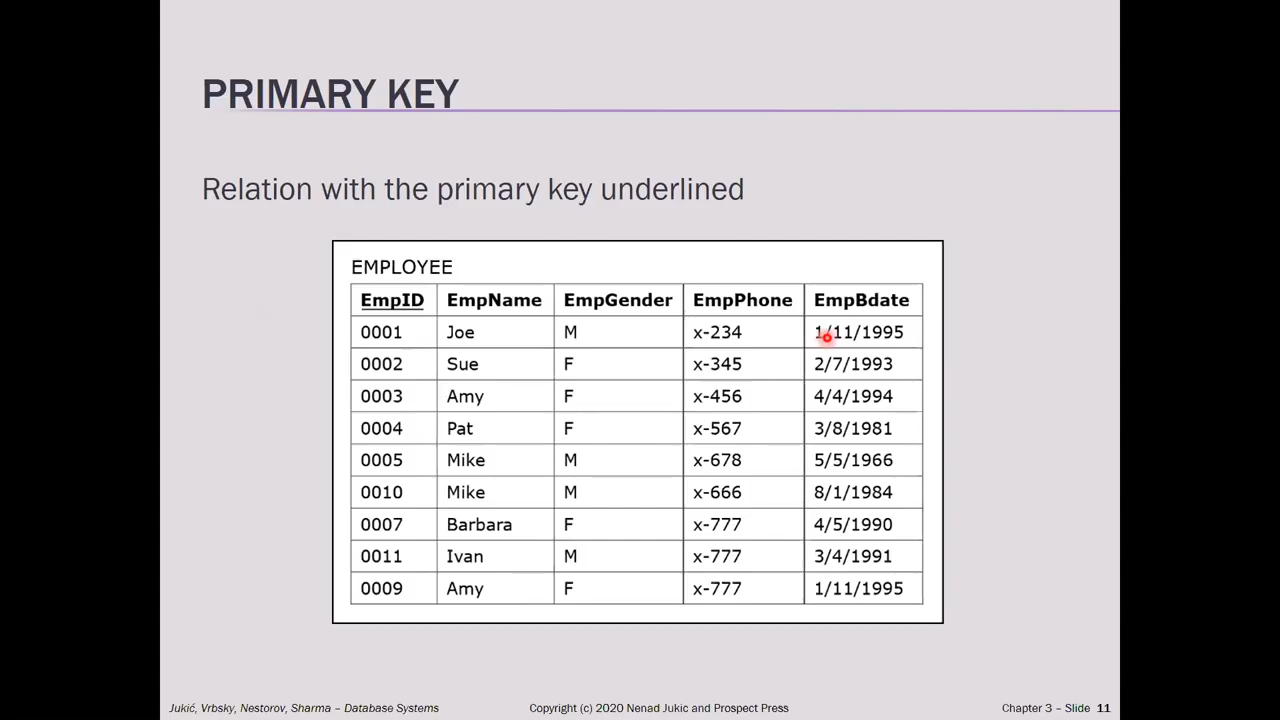 PRIMARY KEY
Relation with the primary key underlined
EMPLOYEE
EmpID EmpName EmpGender EmpPhone EmpBdate
0001 Joe M x-234 1/11/1995
0002 Sue F x-345 2/7/1993
0003 Amy F x-456 4/4/1994
0004 Pat F x-567 3/8/1981
0005 Mike M x-678 5/5/1966
0010 Mike M x-666 8/1/1984
0007 Barbara F x-777 4/5/1990
0011 Ivan M x-777 3/4/1991
0009 Amy F x-777 1/11/1995
Jukić, Vrbsky, Nestorov, Sharma – Database Systems Copyright (c) 2020 Nenad Jukic and Prospect Press Chapter 3 – Slide 11